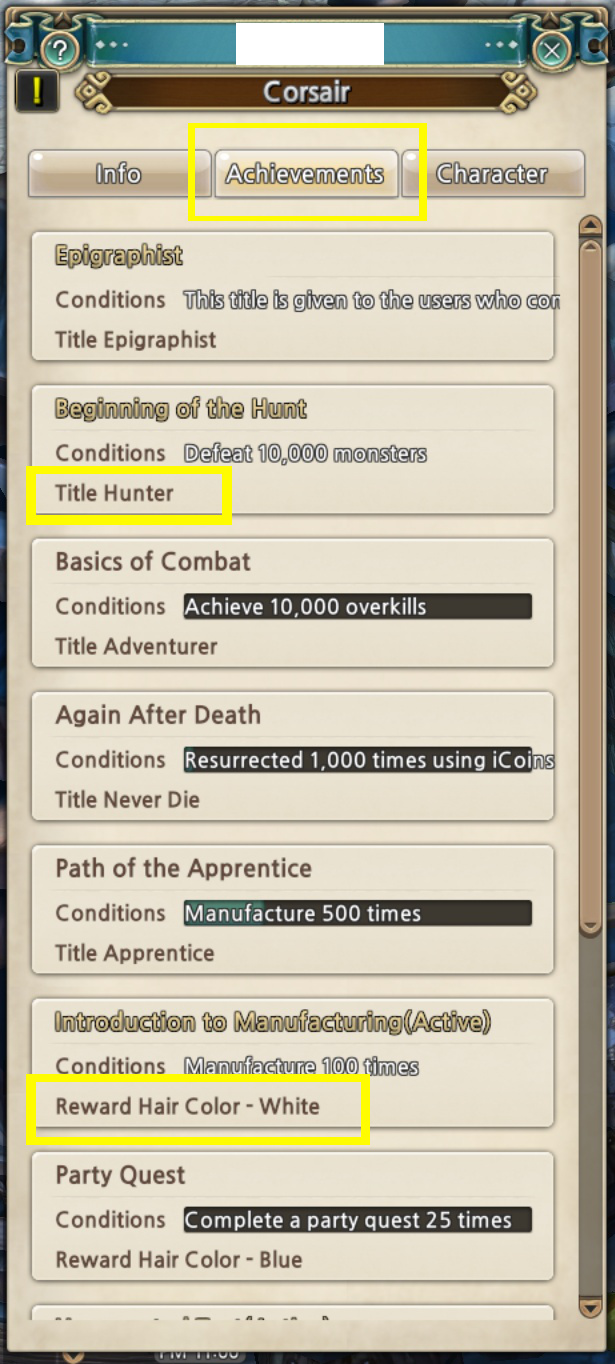 ?
!
Corsair
Info Achievements Character
Epigraphist
Conditions This title is given to the users who con
Title Epigraphist
Beginning of the Hunt
Conditions Defeat 10,000 monsters
Title Hunter
Basics of Combat
Conditions Achieve 10,000 overkills
Title Adventurer
Again After Death
Conditions Resurrected 1,000 times using iCoins
Title Never Die
Path of the Apprentice
Conditions Manufacture 500 times
Title Apprentice
Introduction to Manufacturing(Active)
Conditions Manufacture 100 times
Reward Hair Color - White
Party Quest
Conditions Complete a party quest 25 times
Reward Hair Color - Blue
PM